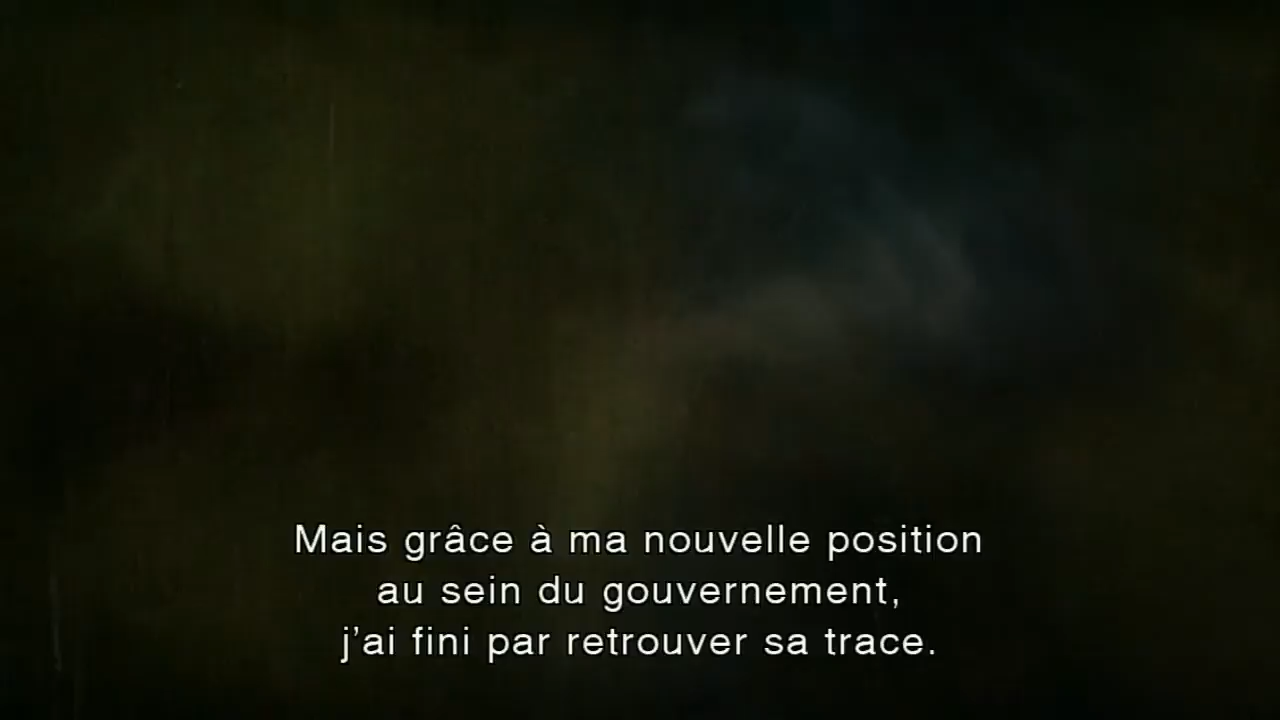 Mais grâce à ma nouvelle position
au sein du gouvernement,
j’ai fini par retrouver sa trace.